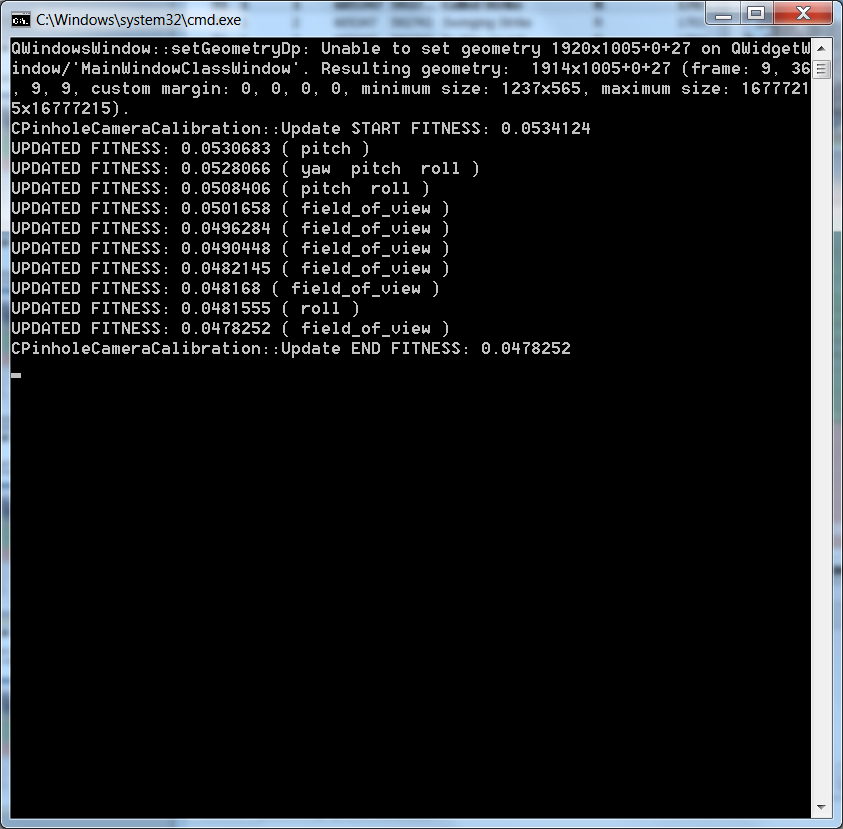 C:\Windows\system32\cmd.exe
QWindowsWindow::setGeometryDp: Unable to set geometry 1920x1005+0+27 on QWidgetW
indow/'MainWindowClassWindow'. Resulting geometry:  1914x1005+0+27 (frame: 9, 36
, 9, 9, custom margin: 0, 0, 0, 0, minimum size: 1237x565, maximum size: 1677721
5x16777215).
CPinholeCameraCalibration::Update START FITNESS: 0.0534124
UPDATED FITNESS: 0.0530683 ( pitch )
UPDATED FITNESS: 0.0528066 ( yaw  pitch  roll )
UPDATED FITNESS: 0.0508406 ( pitch  roll )
UPDATED FITNESS: 0.0501658 ( field_of_view )
UPDATED FITNESS: 0.0496284 ( field_of_view )
UPDATED FITNESS: 0.0490448 ( field_of_view )
UPDATED FITNESS: 0.0482145 ( field_of_view )
UPDATED FITNESS: 0.048168 ( field_of_view )
UPDATED FITNESS: 0.0481555 ( roll )
UPDATED FITNESS: 0.0478252 ( field_of_view )
CPinholeCameraCalibration::Update END FITNESS: 0.0478252